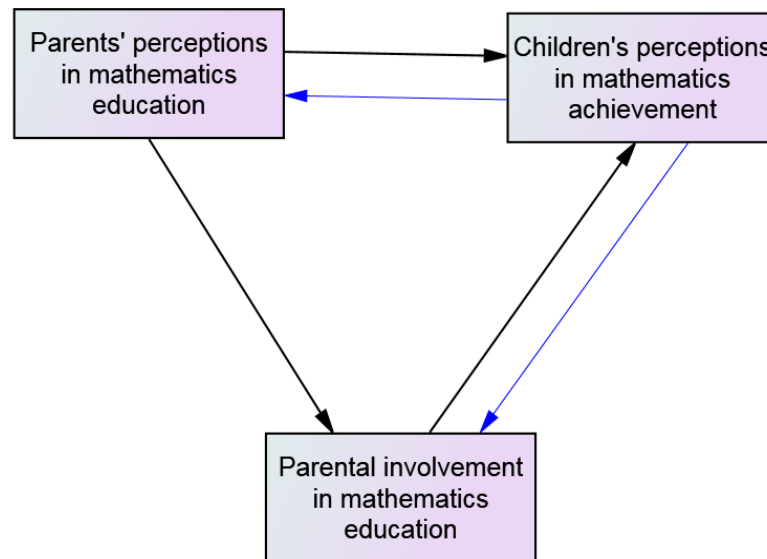 Parents' perceptions
in mathematics
education
Children's perceptions
in mathematics
achievement
Parental involvement
in mathematics
education